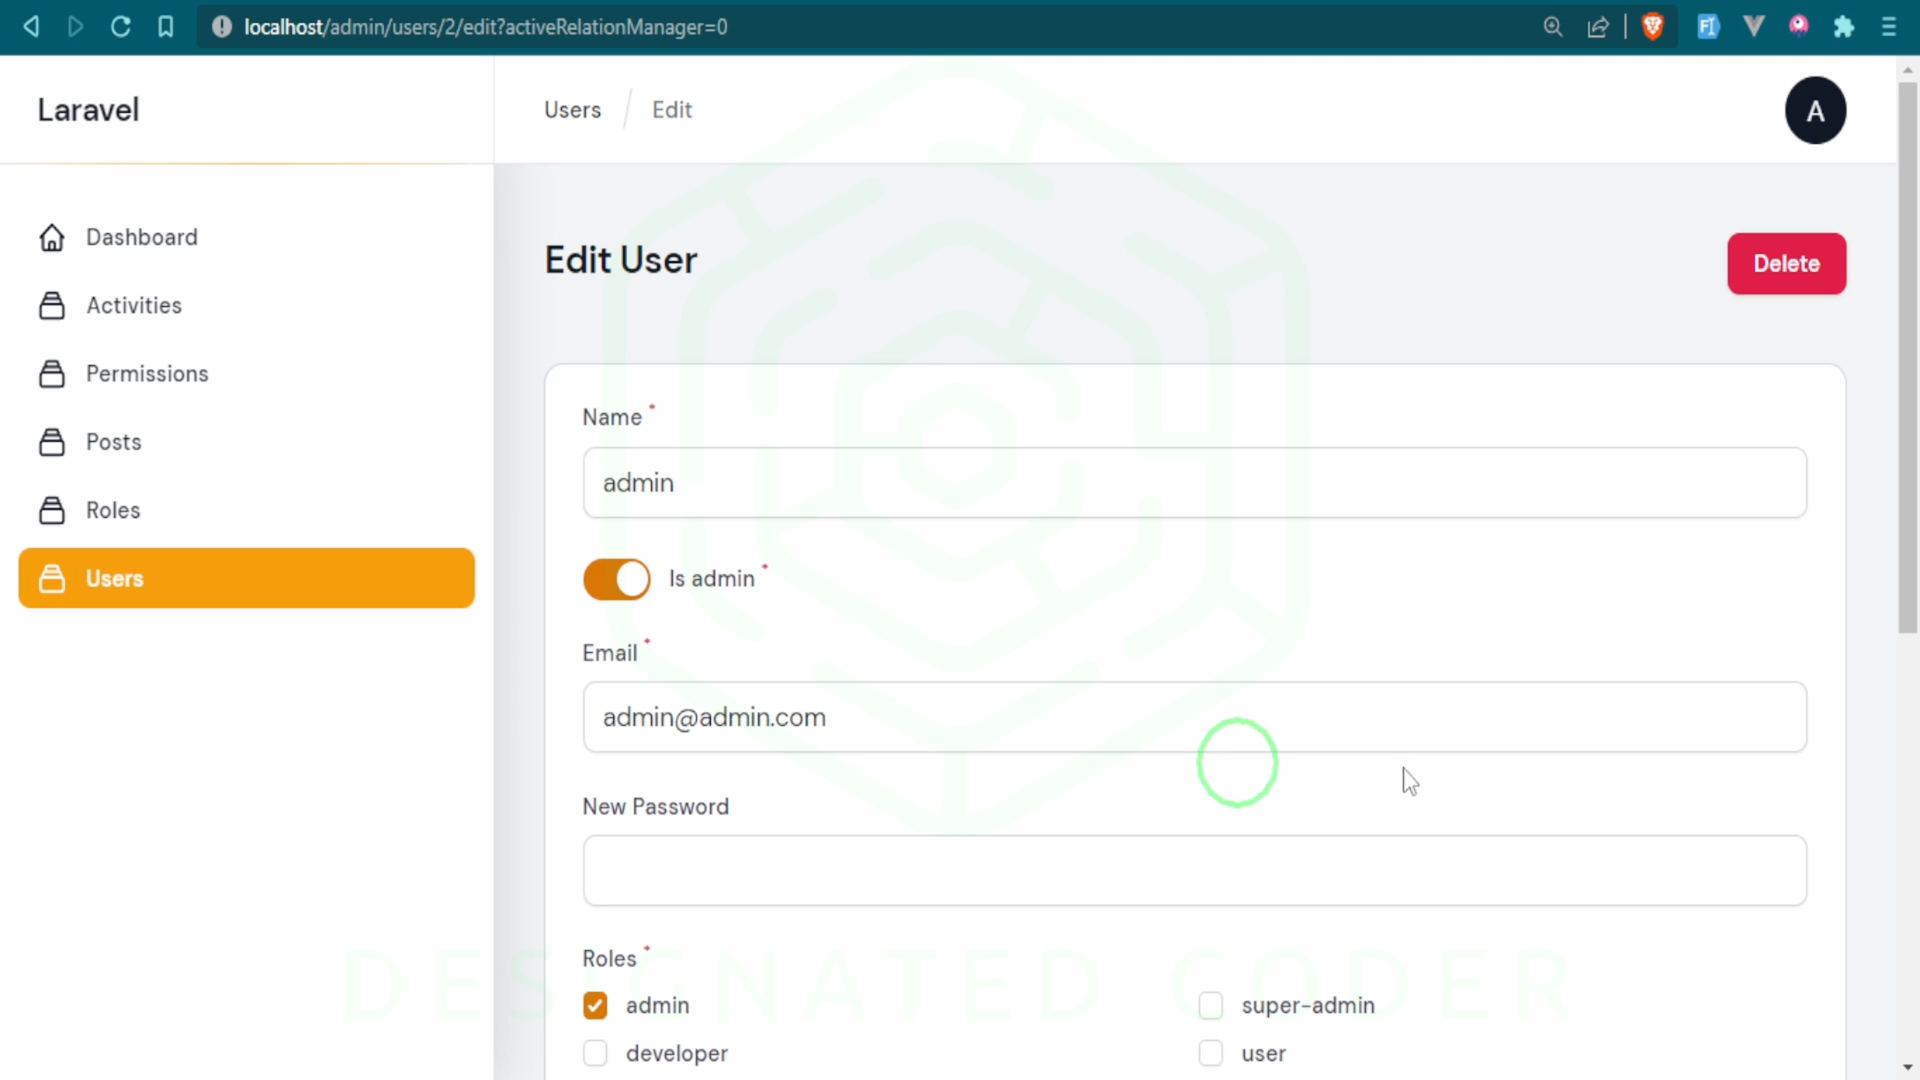 localhost/admin/users/2/edit?activeRelationManager=0
Laravel
Users / Edit
A
Dashboard
Activities
Permissions
Posts
Roles
Users
Edit User
Delete
Name *
admin
Is admin *
Email *
admin@admin.com
New Password
Roles *
admin
super-admin
developer
user
DESIGNATED CODER